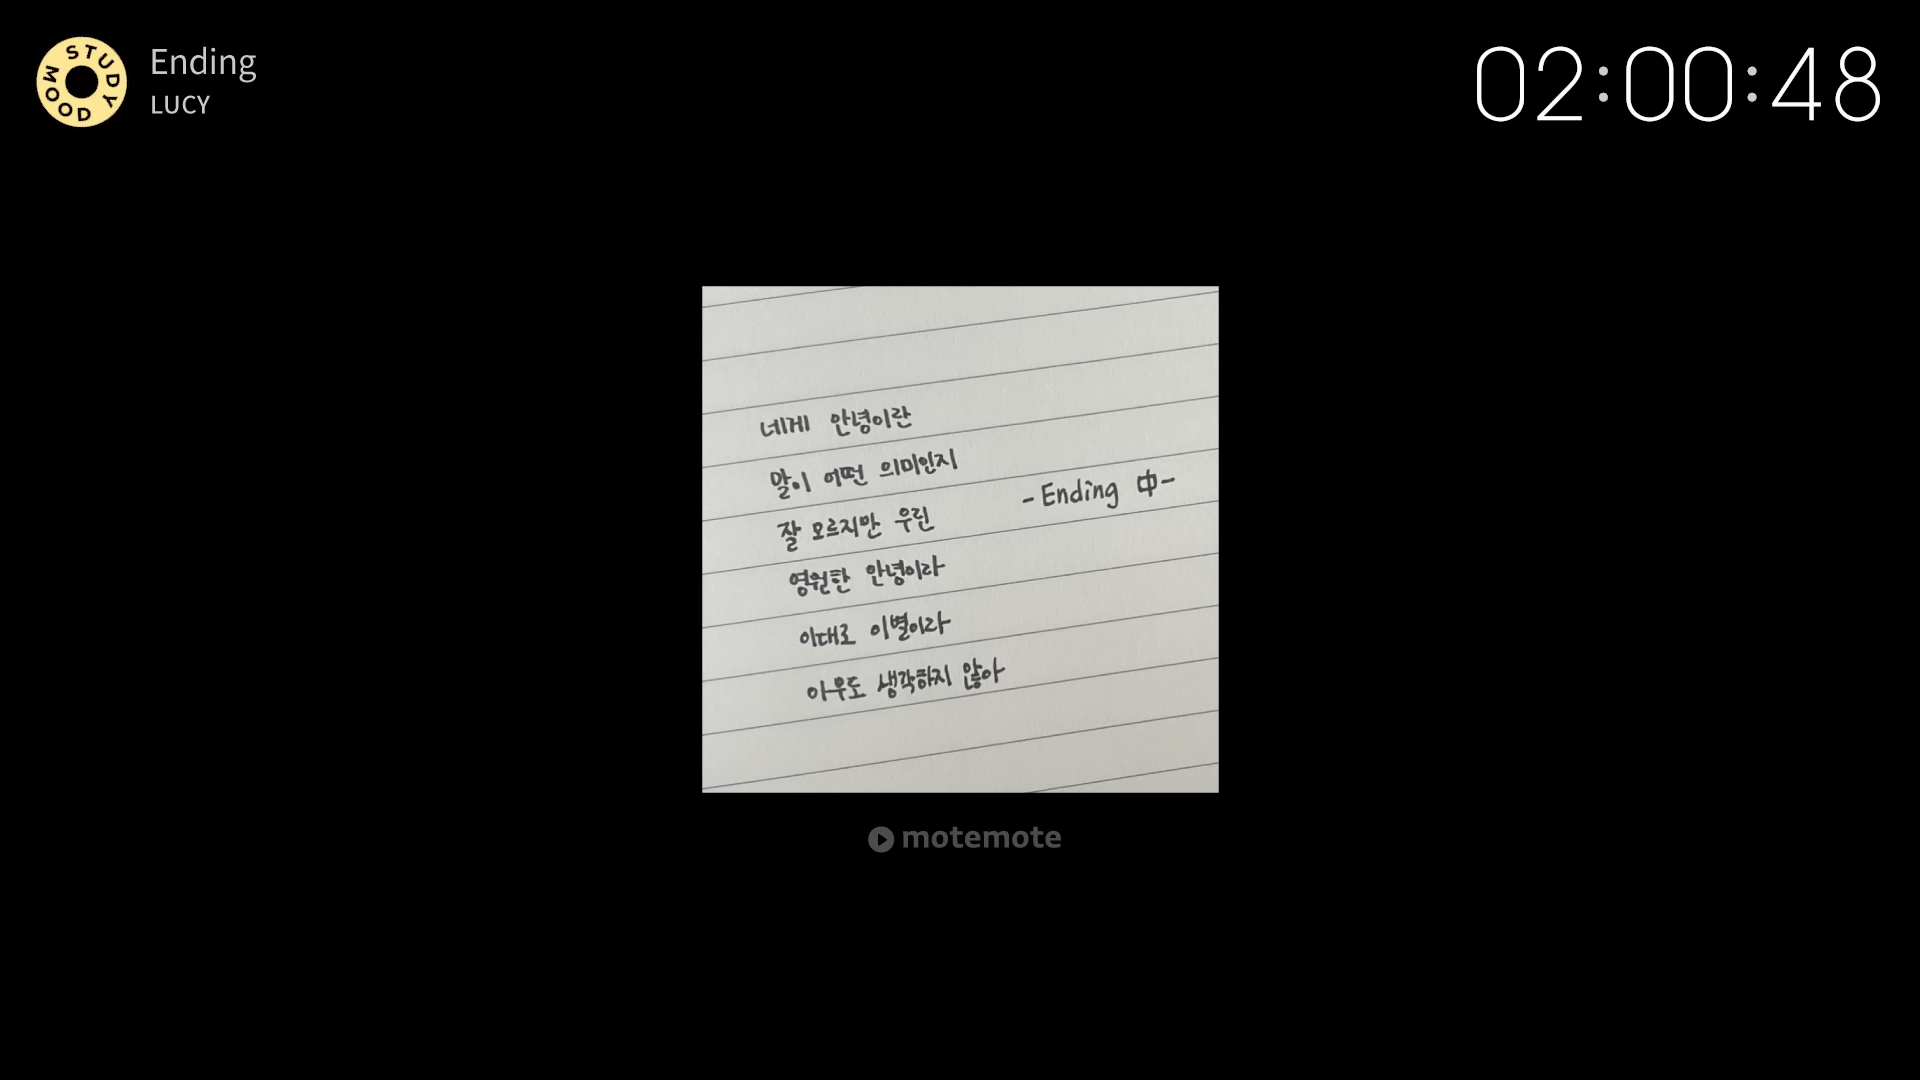 STUDY MOOD
Ending
LUCY
02:00:48
네게 안녕이란
말이 어떤 의미인지
잘 모르지만 우린
영원한 안녕이라
이대로 이별이라
아무도 생각하지 않아
-Ending 中-
motemote